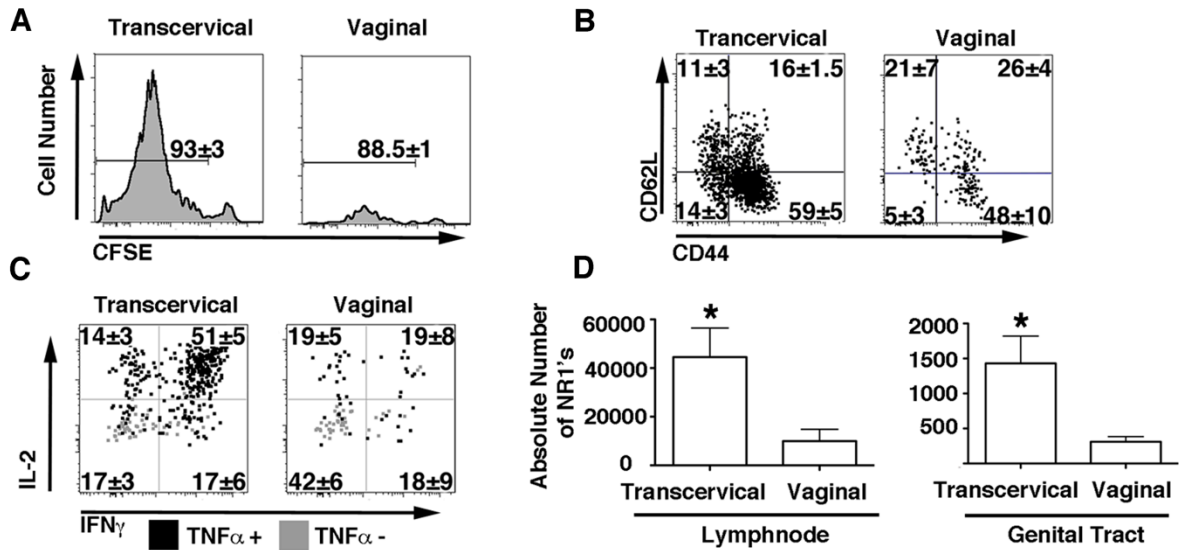 A
Transcervical
Vaginal
Cell Number
93±3
88.5±1
CFSE
B
Trancervical
Vaginal
CD62L
11±3
16±1.5
14±3
59±5
21±7
26±4
5±3
48±10
CD44
C
Transcervical
Vaginal
IL-2
14±3
51±5
17±3
17±6
19±5
19±8
42±6
18±9
IFNγ
TNFα +
TNFα -
D
Absolute Number
of NR1's
60000
40000
20000
0
*
Transcervical
Vaginal
Lymphnode
2000
1500
1000
500
*
Transcervical
Vaginal
Genital Tract